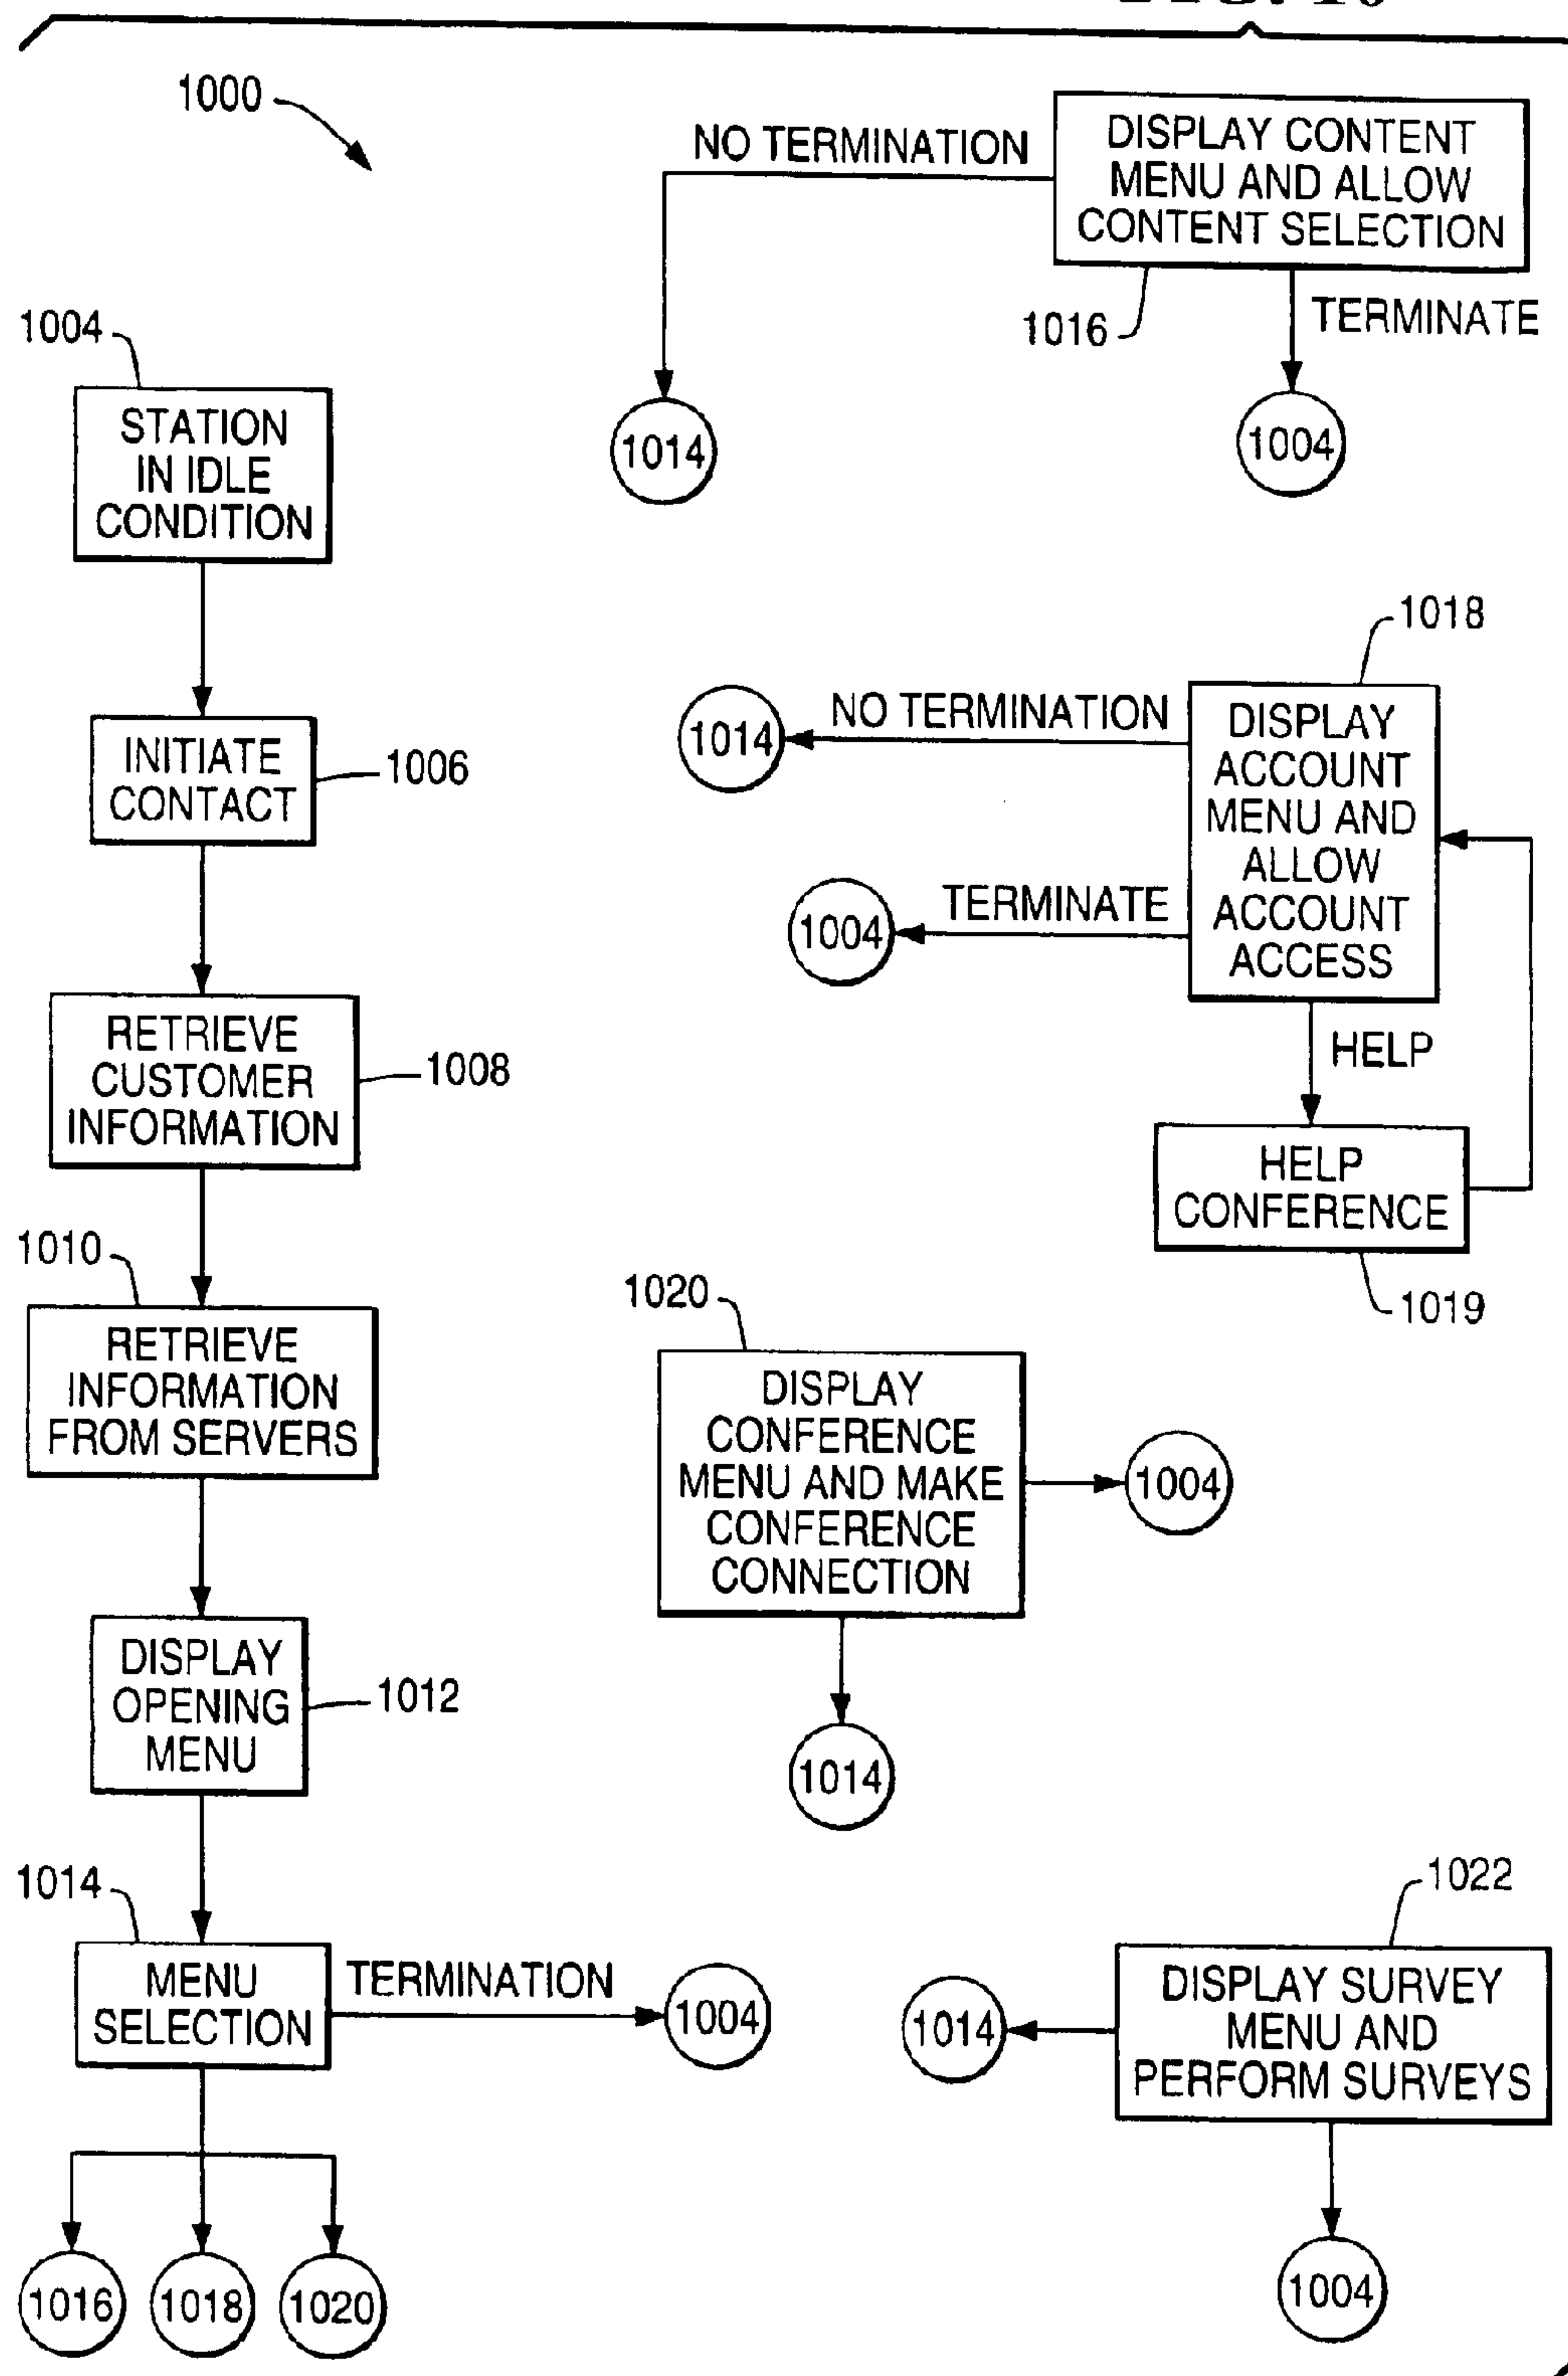 1000
NO TERMINATION
DISPLAY CONTENT
MENU AND ALLOW
CONTENT SELECTION
1016
TERMINATE
1014
1004
1004
STATION
IN IDLE
CONDITION
INITIATE
CONTACT
1006
RETRIEVE
CUSTOMER
INFORMATION
1008
1010
RETRIEVE
INFORMATION
FROM SERVERS
DISPLAY
OPENING
MENU
1012
1014
MENU
SELECTION
TERMINATION
1004
1016
1018
1020
1018
DISPLAY
ACCOUNT
MENU AND
ALLOW
ACCOUNT
ACCESS
NO TERMINATION
1014
TERMINATE
1004
HELP
HELP
CONFERENCE
1019
1020
DISPLAY
CONFERENCE
MENU AND MAKE
CONFERENCE
CONNECTION
1004
1014
1022
DISPLAY SURVEY
MENU AND
PERFORM SURVEYS
1014
1004